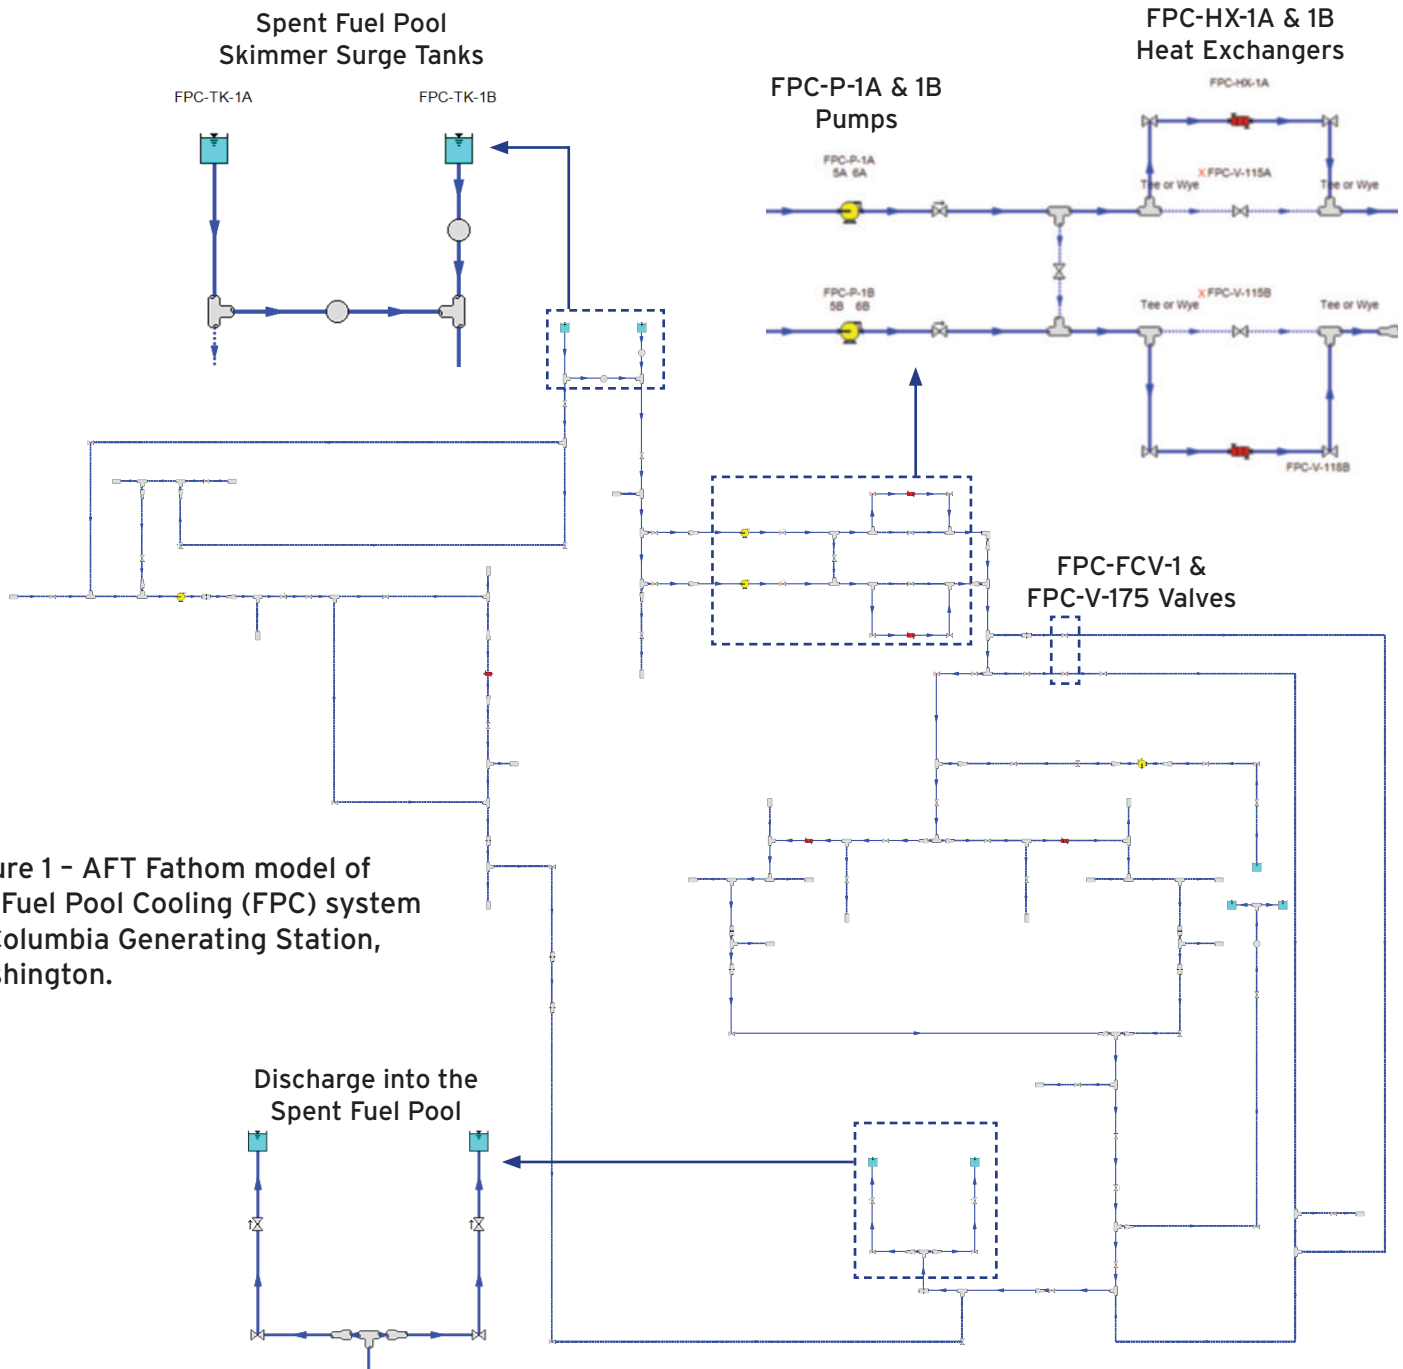 Spent Fuel Pool
Skimmer Surge Tanks
FPC-TK-1A
FPC-TK-1B
FPC-P-1A & 1B
Pumps
FPC-HX-1A & 1B
Heat Exchangers
FPC-HX-1A
FPC-P-1A
5A 6A
X FPC-V-115A
Tee or Wye
Tee or Wye
FPC-P-1B
5B 6B
X FPC-V-115B
Tee or Wye
Tee or Wye
FPC-V-118B
FPC-FCV-1 &
FPC-V-175 Valves
ure 1 – AFT Fathom model of
Fuel Pool Cooling (FPC) system
Columbia Generating Station,
shington.
Discharge into the
Spent Fuel Pool